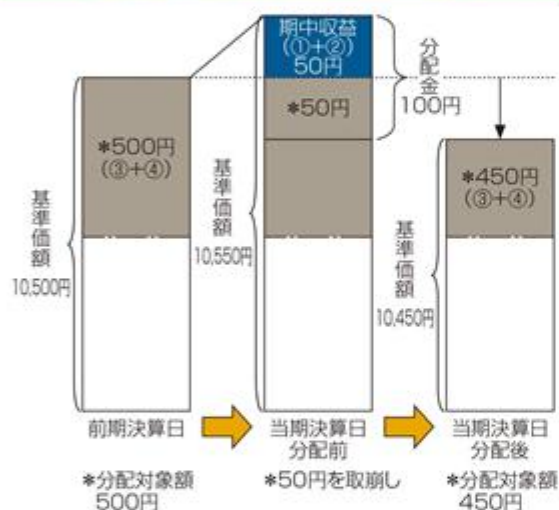 期中収益
(①+②)
50円
分配金
100円
*50円
*500円
(③+④)
*450円
(③+④)
基準価額
10,500円
基準価額
10,550円
基準価額
10,450円
前期決算日
当期決算日
分配前
当期決算日
分配後
*分配対象額
500円
*50円を取崩し
*分配対象額
450円